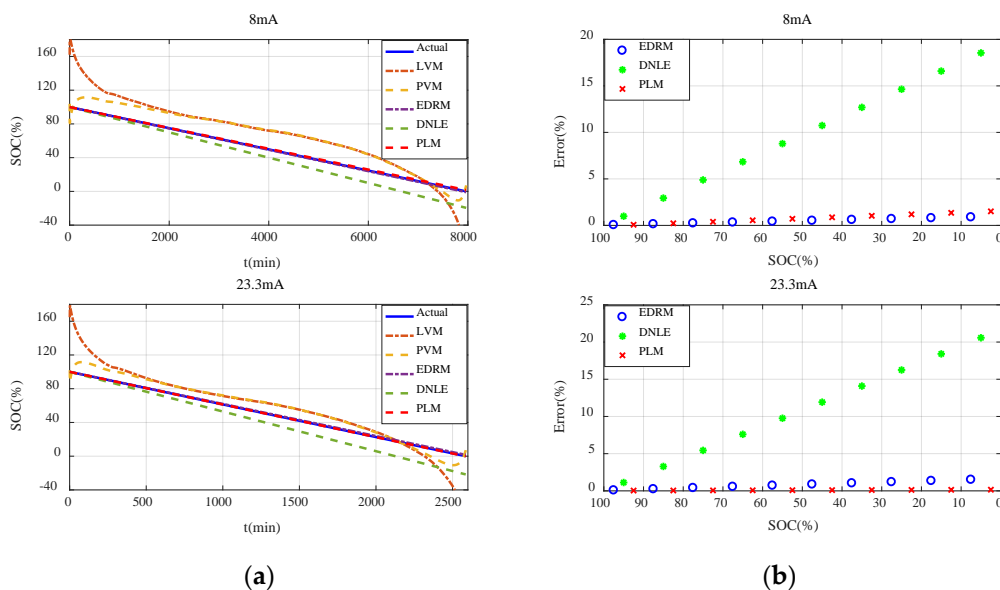 8mA
SOC(%)
160
120
80
40
0
-40
0 2000 4000 6000 8000
t(min)
Actual
LVM
PVM
EDRM
DNLE
PLM
8mA
Error(%)
20
15
10
5
0
100 90 80 70 60 50 40 30 20 10 0
SOC(%)
EDRM
DNLE
PLM
23.3mA
SOC(%)
160
120
80
40
0
-40
0 500 1000 1500 2000 2500
t(min)
Actual
LVM
PVM
EDRM
DNLE
PLM
23.3mA
Error(%)
25
20
15
10
5
0
100 90 80 70 60 50 40 30 20 10 0
SOC(%)
EDRM
DNLE
PLM
(a) (b)